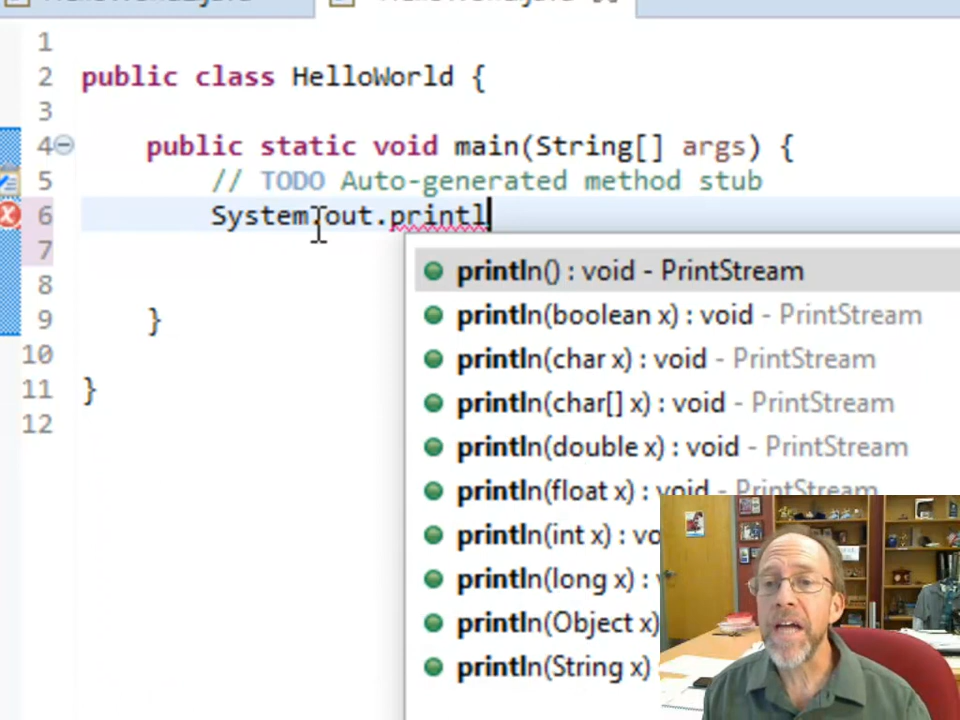 1
2 public class HelloWorld {
3
4 public static void main(String[] args) {
5 // TODO Auto-generated method stub
6 System.out.printl
7
8
9 }
10
11 }
12
println() : void - PrintStream
println(boolean x) : void - PrintStream
println(char x) : void - PrintStream
println(char[] x) : void - PrintStream
println(double x) : void - PrintStream
println(float x) : void - PrintStream
println(int x) : vo
println(long x) :
println(Object x)
println(String x)